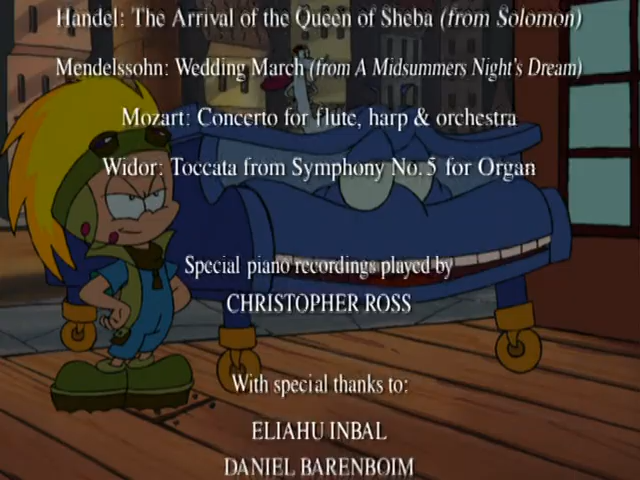 Handel: The Arrival of the Queen of Sheba (from Solomon)
Mendelssohn: Wedding March (from A Midsummers Night's Dream)
Mozart: Concerto for flute, harp & orchestra
Widor: Toccata from Symphony No. 5 for Organ
Special piano recordings played by
CHRISTOPHER ROSS
With special thanks to:
ELIAHU INBAL
DANIEL BARENBOIM